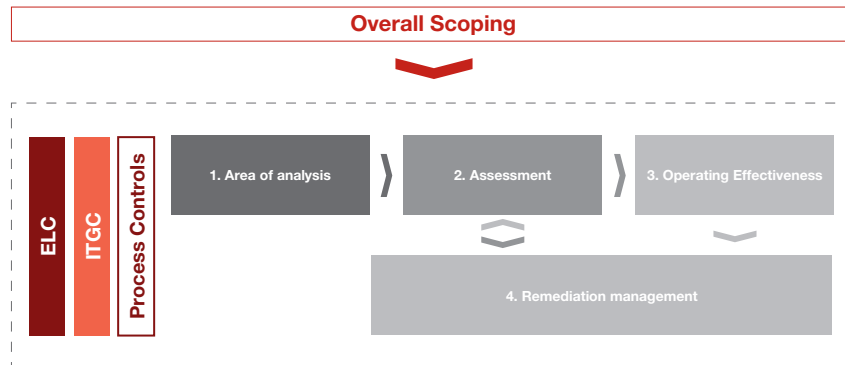 Overall Scoping
ELC
ITGC
Process Controls
1. Area of analysis
2. Assessment
3. Operating Effectiveness
4. Remediation management